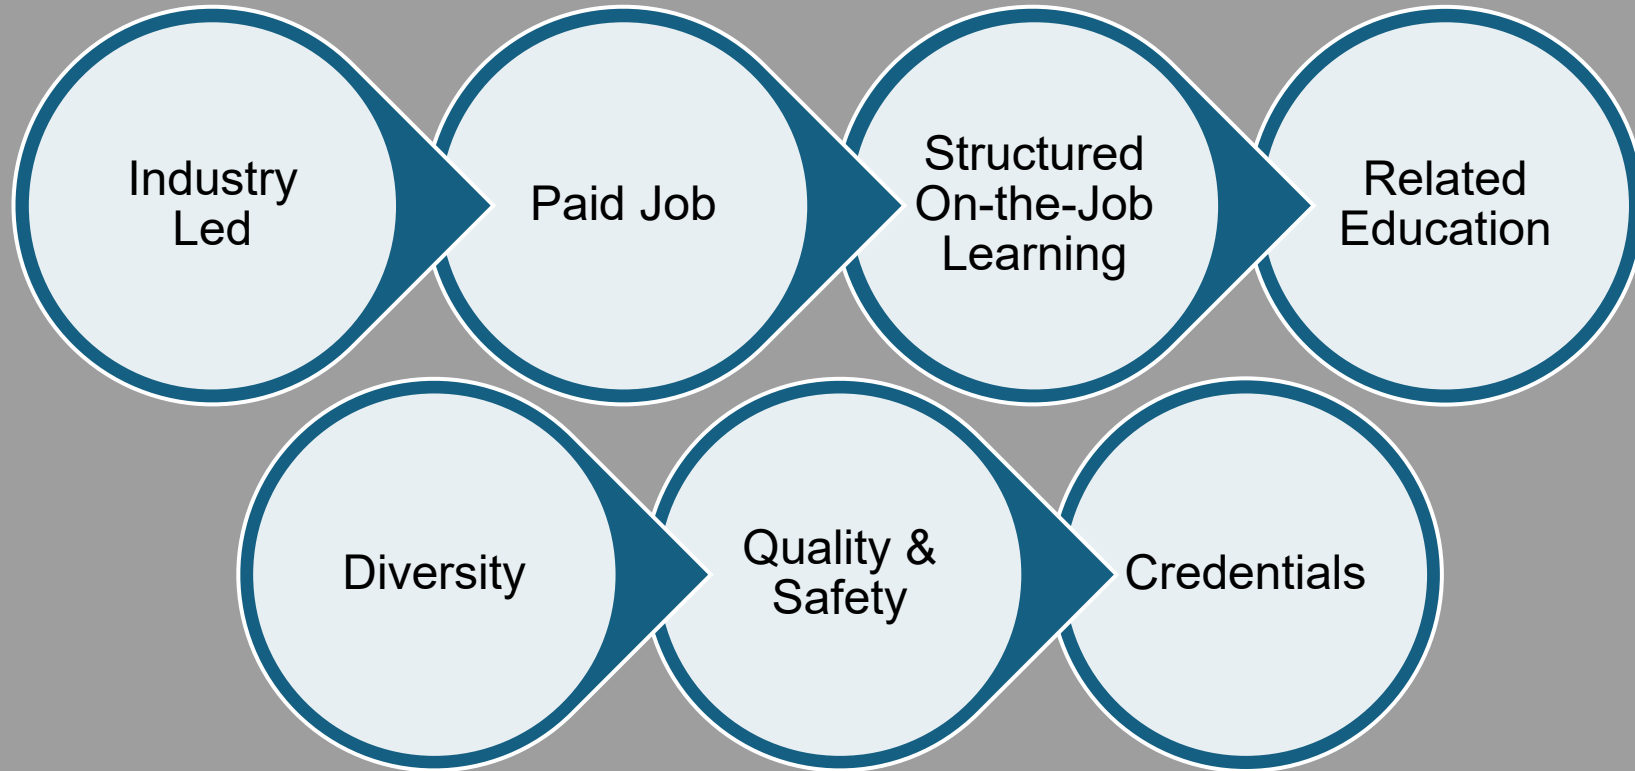 Industry
Led
Paid Job
Structured
On-the-Job
Learning
Related
Education
Diversity
Quality &
Safety
Credentials